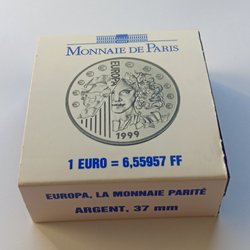 MONNAIE DE PARIS
EUROPA
1999
1 EURO = 6,55957 FF
EUROPA, LA MONNAIE PARITÉ
ARGENT, 37 mm